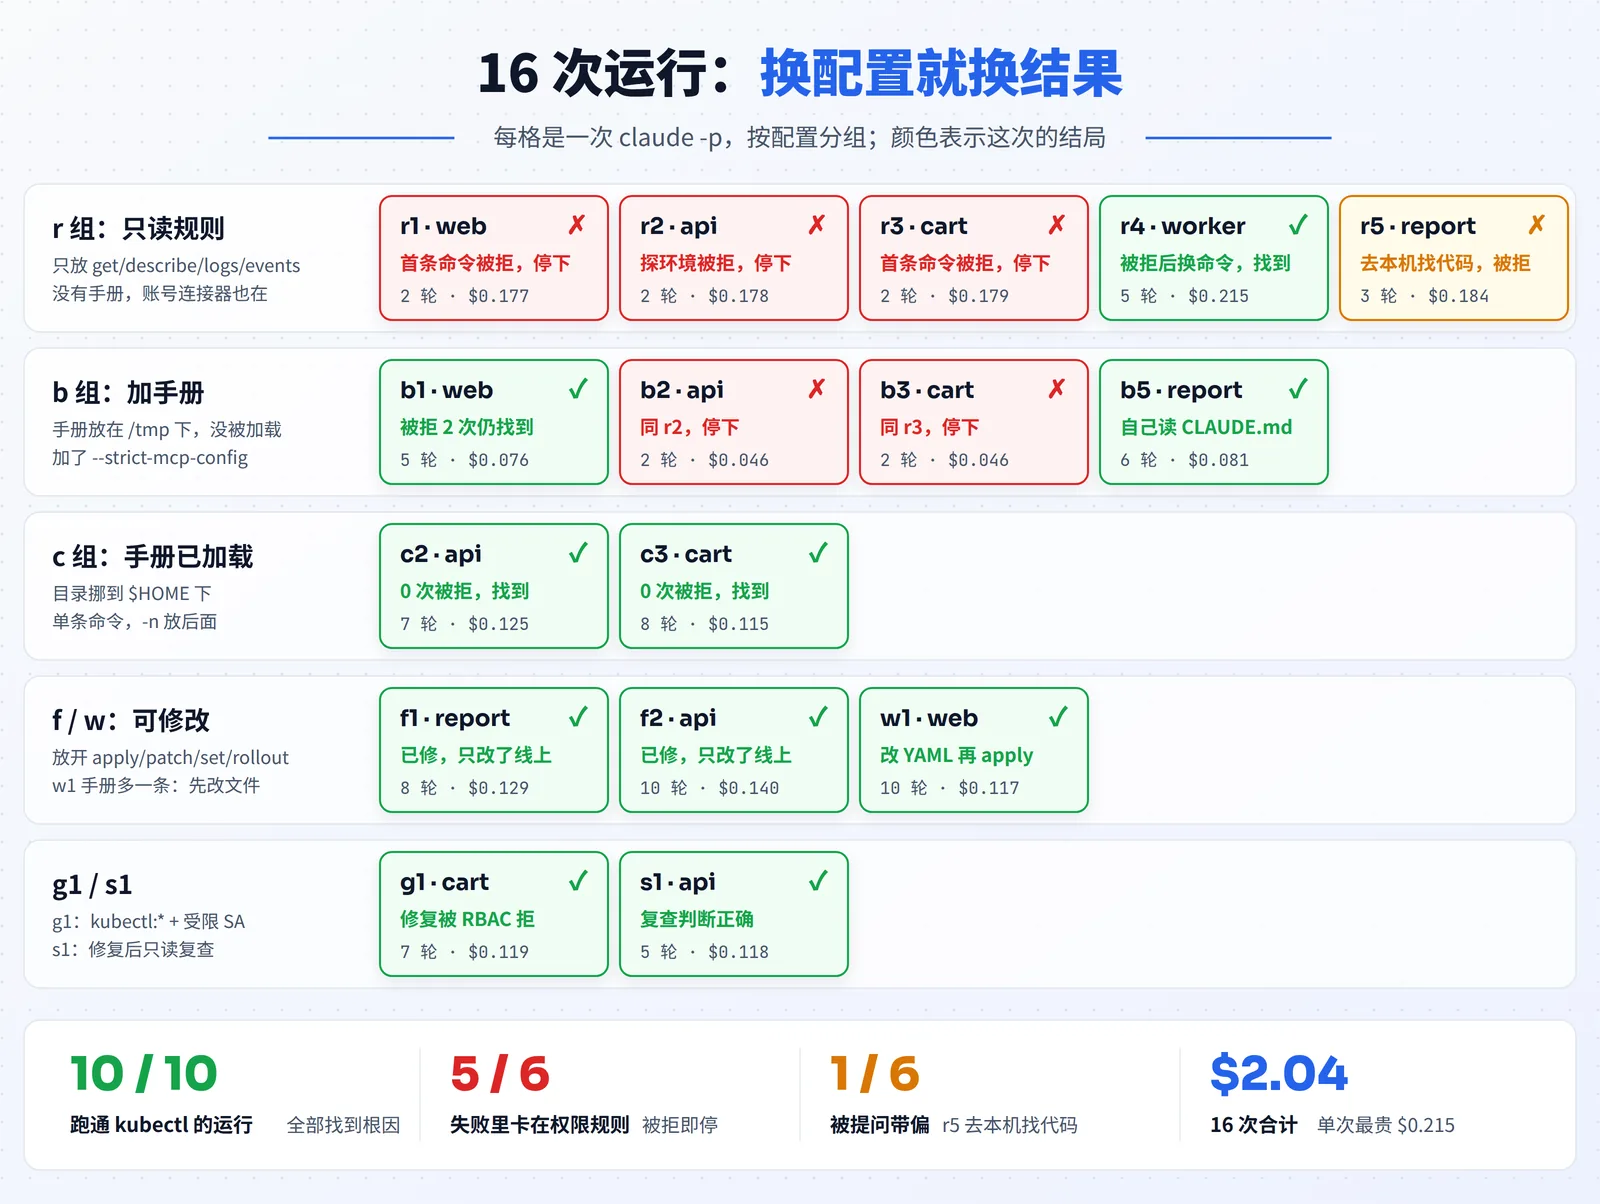 16 次运行：换配置就换结果
每格是一次 claude -p，按配置分组；颜色表示这次的结局
r 组：只读规则
只放 get/describe/logs/events
没有手册，账号连接器也在
r1·web ✗
首条命令被拒，停下
2 轮 · $0.177
r2·api ✗
探环境被拒，停下
2 轮 · $0.178
r3·cart ✗
首条命令被拒，停下
2 轮 · $0.179
r4·worker ✓
被拒后换命令，找到
5 轮 · $0.215
r5·report ✗
去本机找代码，被拒
3 轮 · $0.184
b 组：加手册
手册放在 /tmp 下，没被加载
加了 --strict-mcp-config
b1·web ✓
被拒 2 次仍找到
5 轮 · $0.076
b2·api ✗
同 r2，停下
2 轮 · $0.046
b3·cart ✗
同 r3，停下
2 轮 · $0.046
b5·report ✓
自己读 CLAUDE.md
6 轮 · $0.081
c 组：手册已加载
目录挪到 $HOME 下
单条命令，-n 放后面
c2·api ✓
0 次被拒，找到
7 轮 · $0.125
c3·cart ✓
0 次被拒，找到
8 轮 · $0.115
f / w：可修改
放开 apply/patch/set/rollout
w1 手册多一条：先改文件
f1·report ✓
已修，只改了线上
8 轮 · $0.129
f2·api ✓
已修，只改了线上
10 轮 · $0.140
w1·web ✓
改 YAML 再 apply
10 轮 · $0.117
g1 / s1
g1：kubectl:* + 受限 SA
s1：修复后只读复查
g1·cart ✓
修复被 RBAC 拒
7 轮 · $0.119
s1·api ✓
复查判断正确
5 轮 · $0.118
10 / 10
跑通 kubectl 的运行 全部找到根因
5 / 6
失败里卡在权限规则 被拒即停
1 / 6
被提问带偏 r5 去本机找代码
$2.04
16 次合计 单次最贵 $0.215